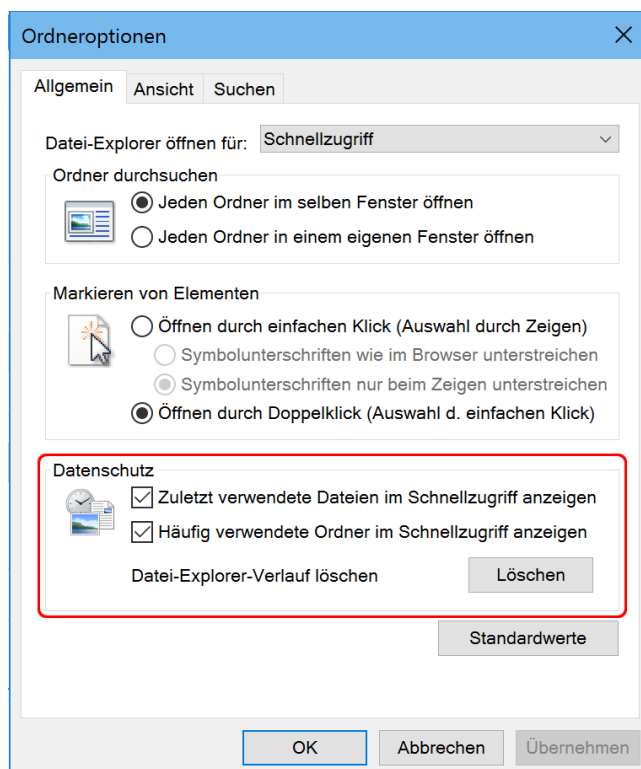 Ordneroptionen
Allgemein Ansicht Suchen
Datei-Explorer öffnen für: Schnellzugriff
Ordner durchsuchen
Jeden Ordner im selben Fenster öffnen
Jeden Ordner in einem eigenen Fenster öffnen
Markieren von Elementen
Öffnen durch einfachen Klick (Auswahl durch Zeigen)
Symbolunterschriften wie im Browser unterstreichen
Symbolunterschriften nur beim Zeigen unterstreichen
Öffnen durch Doppelklick (Auswahl d. einfachen Klick)
Datenschutz
Zuletzt verwendete Dateien im Schnellzugriff anzeigen
Häufig verwendete Ordner im Schnellzugriff anzeigen
Datei-Explorer-Verlauf löschen Löschen
Standardwerte
OK Abbrechen Übernehmen